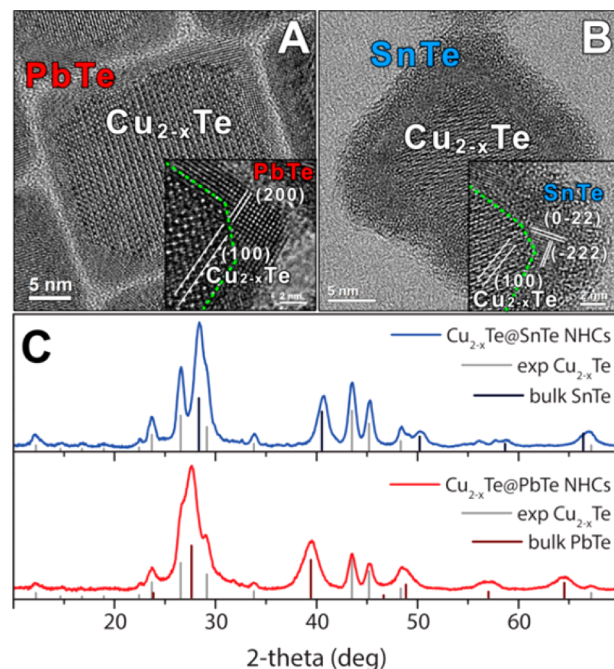 A
PbTe
Cu2-xTe
PbTe
(200)
(100)
Cu2-xTe
5 nm
2 nm
B
SnTe
Cu2-xTe
SnTe
(0-22)
(-222)
(100)
Cu2-xTe
5 nm
2 nm
C
Cu2-xTe@SnTe NHCs
exp Cu2-xTe
bulk SnTe
Cu2-xTe@PbTe NHCs
exp Cu2-xTe
bulk PbTe
20 30 40 50 60
2-theta (deg)